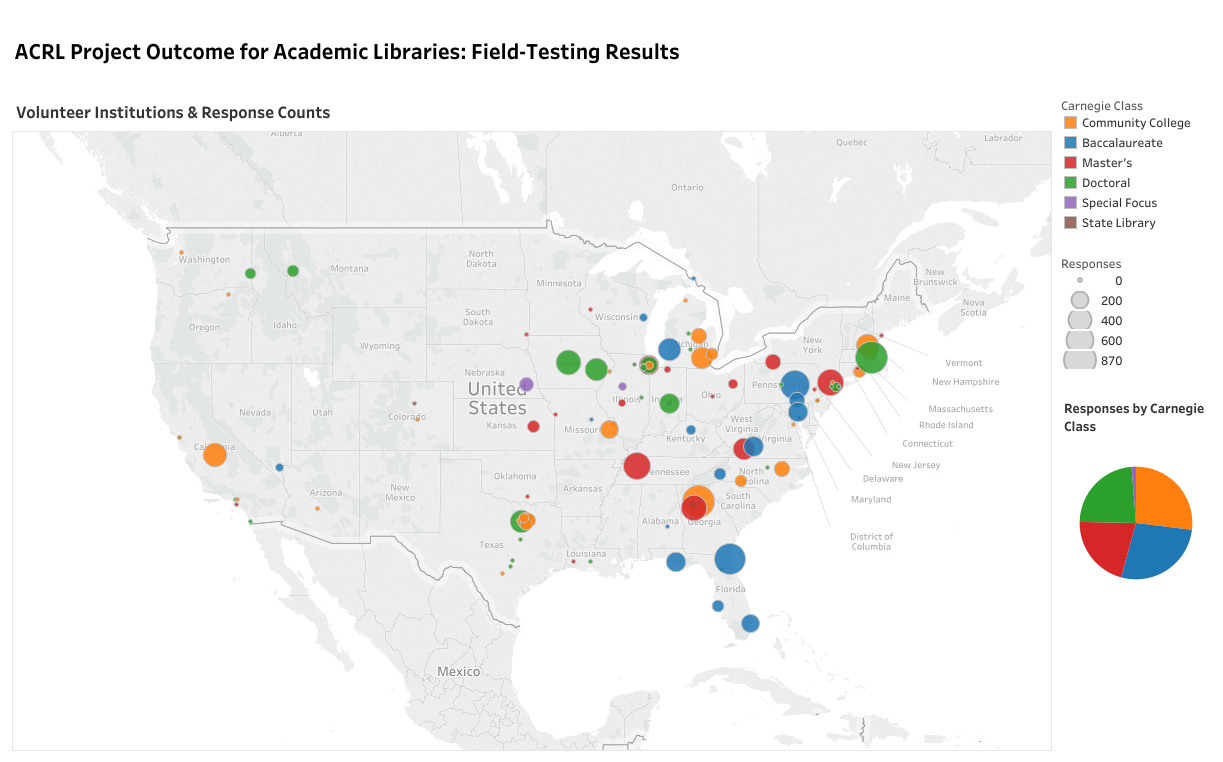 ACRL Project Outcome for Academic Libraries: Field-Testing Results
Volunteer Institutions & Response Counts
Carnegie Class
Community College
Baccalaureate
Master's
Doctoral
Special Focus
State Library
Responses
0
200
400
600
870
Responses by Carnegie
Class
Alberta
Quebec
Labrador
Ontario
Washington
Montana
North
Dakota
Minnesota
New
Brunswick
Maine
Nova
Scotia
Oregon
Idaho
South
Dakota
Wisconsin
Wyoming
New
York
Vermont
Nebraska
New Hampshire
United
States
Nevada
Utah
Colorado
Kansas
Missouri
Illinois
Ohio
West
Virginia
Virginia
Kentucky
Massachusetts
Rhode Island
Connecticut
New Jersey
Delaware
Maryland
District of
Columbia
Arizona
New
Mexico
Oklahoma
Arkansas
Tennessee
North
Carolina
South
Carolina
Alabama
Georgia
Texas
Louisiana
Florida
Mexico